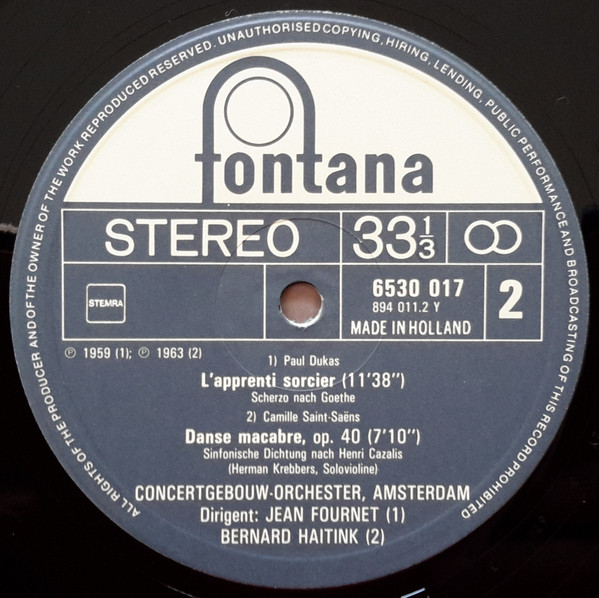 ALL RIGHTS OF THE PRODUCER AND OF THE OWNER OF THE WORK REPRODUCED RESERVED. UNAUTHORISED COPYING, HIRING, LENDING, PUBLIC PERFORMANCE AND BROADCASTING OF THIS RECORD PROHIBITED
fontana
STEREO 33 1/3
STEMRA 6530 017 2
894 011.2 Y
MADE IN HOLLAND
℗ 1959 (1); ℗ 1963 (2)
1) Paul Dukas
L'apprenti sorcier (11'38")
Scherzo nach Goethe
2) Camille Saint-Saëns
Danse macabre, op. 40 (7'10")
Sinfonische Dichtung nach Henri Cazalis
(Herman Krebbers, Solovioline)
CONCERTGEBOUW-ORCHESTER, AMSTERDAM
Dirigent: JEAN FOURNET (1)
BERNARD HAITINK (2)